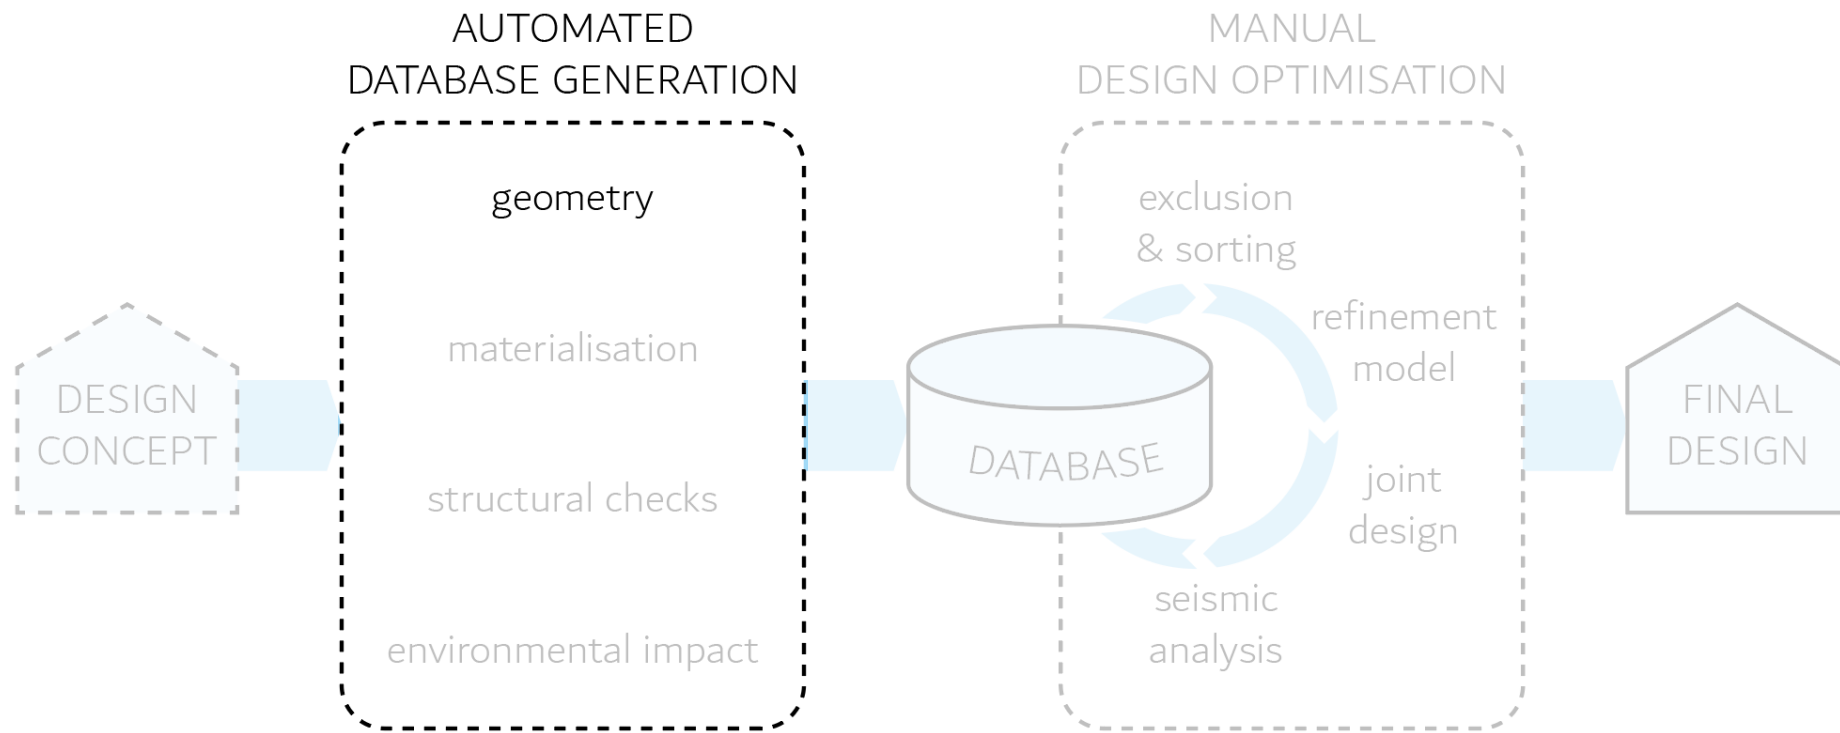 AUTOMATED
DATABASE GENERATION
MANUAL
DESIGN OPTIMISATION
DESIGN
CONCEPT
geometry
materialisation
structural checks
environmental impact
DATABASE
exclusion
& sorting
refinement
model
joint
design
seismic
analysis
FINAL
DESIGN